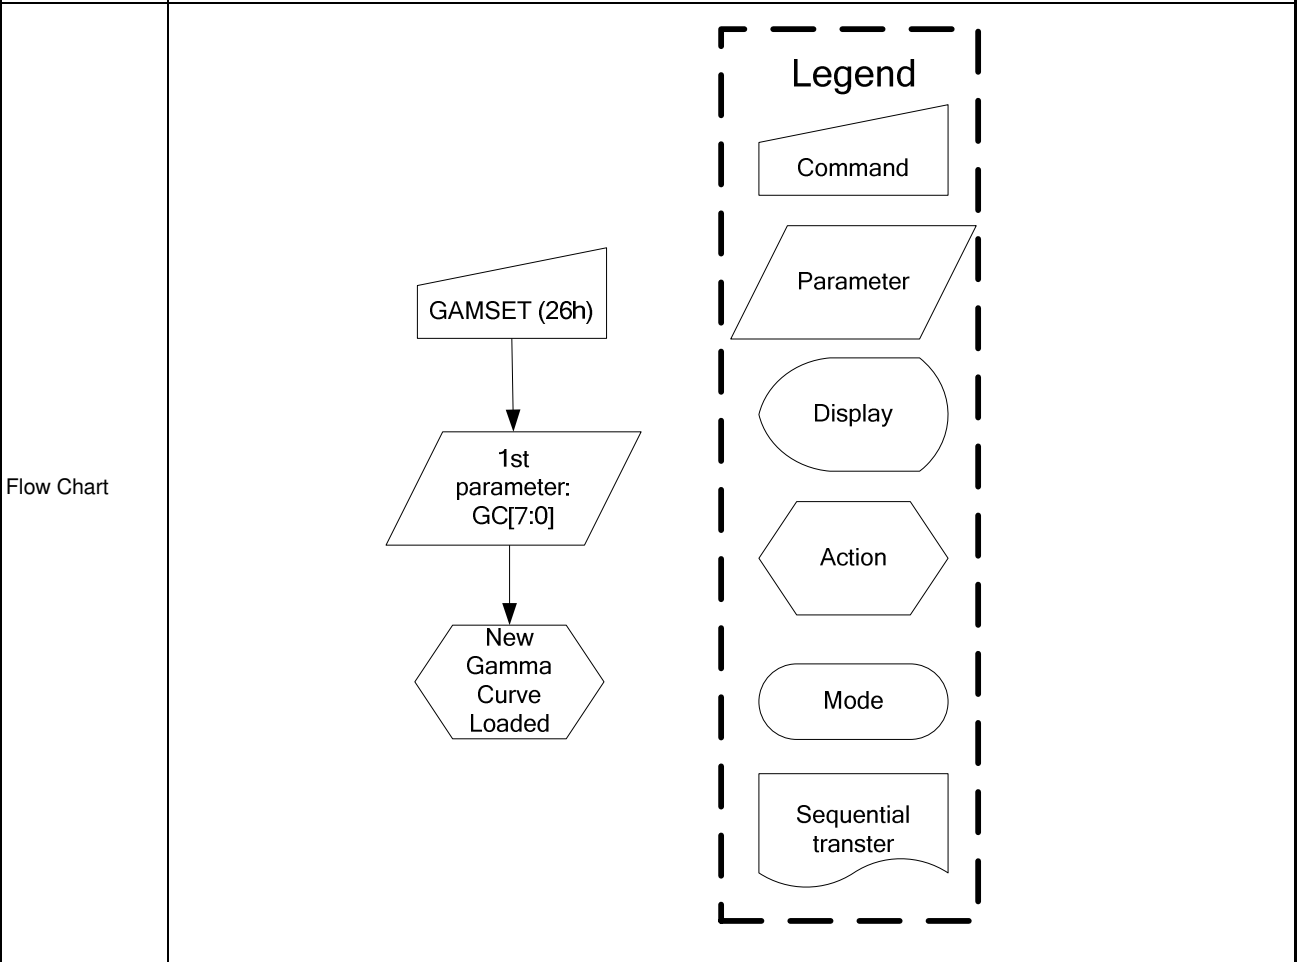 Flow Chart
GAMSET (26h)
1st
parameter:
GC[7:0]
New
Gamma
Curve
Loaded
Legend
Command
Parameter
Display
Action
Mode
Sequential
transter